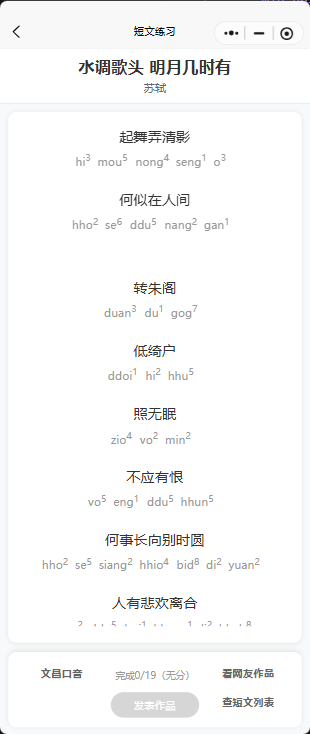 短文练习
水调歌头 明月几时有
苏轼
起舞弄清影
hi³ mou⁵ nong⁴ seng¹ o³
何似在人间
hho² se⁶ ddu⁵ nang² gan¹
转朱阁
duan³ du¹ gog⁷
低绮户
ddoi¹ hi² hhu⁵
照无眠
zio⁴ vo² min²
不应有恨
vo⁵ eng¹ ddu⁵ hhun⁵
何事长向别时圆
hho² se⁵ siang² hhio⁴ bid⁸ di² yuan²
人有悲欢离合
文昌口音
完成0/19（无分）
看网友作品
发表作品
查短文列表